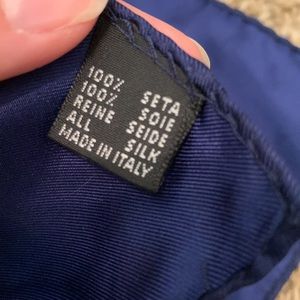 100% SETA
100% SOIE
REINE SEIDE
ALL SILK
MADE IN ITALY